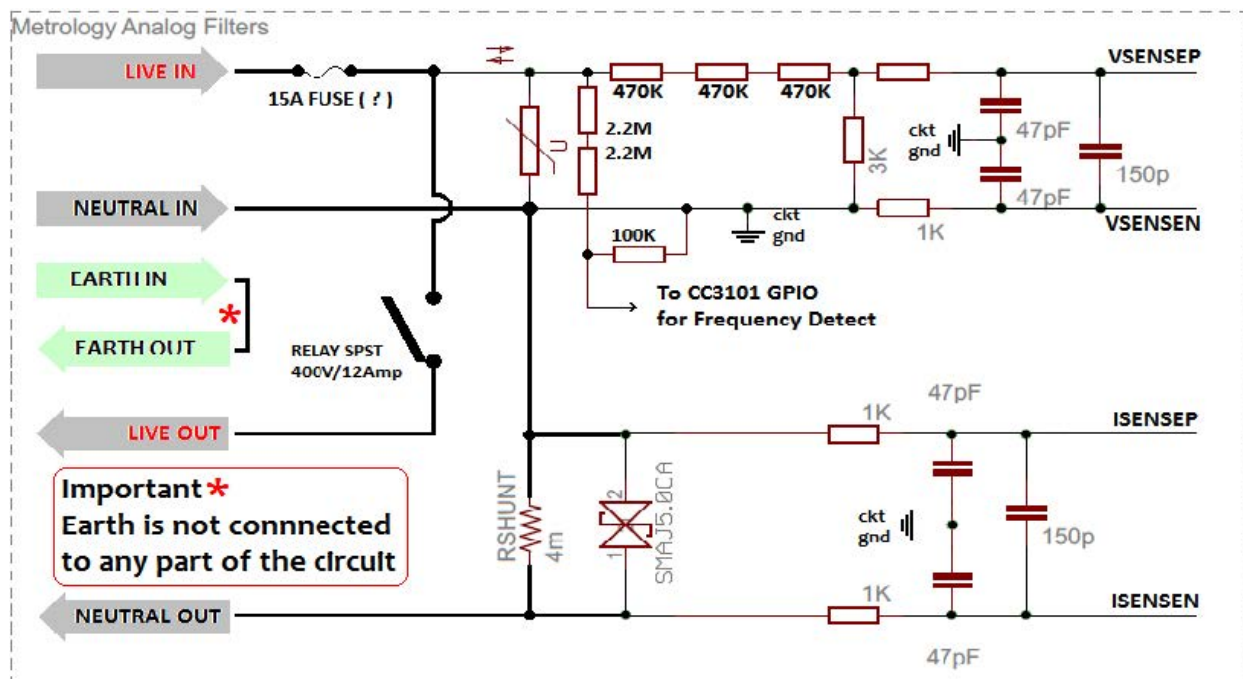 Metrology Analog Filters
LIVE IN
15A FUSE ( ? )
470K
470K
470K
VSENSEP
2.2M
2.2M
U
3K
ckt
gnd
47pF
47pF
150p
NEUTRAL IN
ckt
gnd
1K
VSENSEN
100K
EARTH IN
*
EARTH OUT
To CC3101 GPIO
for Frequency Detect
RELAY SPST
400V/12Amp
LIVE OUT
1K
47pF
ISENSEP
Important *
Earth is not connnected
to any part of the circuit
RSHUNT
4m
2
1
SMAJ5.0CA
ckt
gnd
150p
NEUTRAL OUT
1K
47pF
ISENSEN